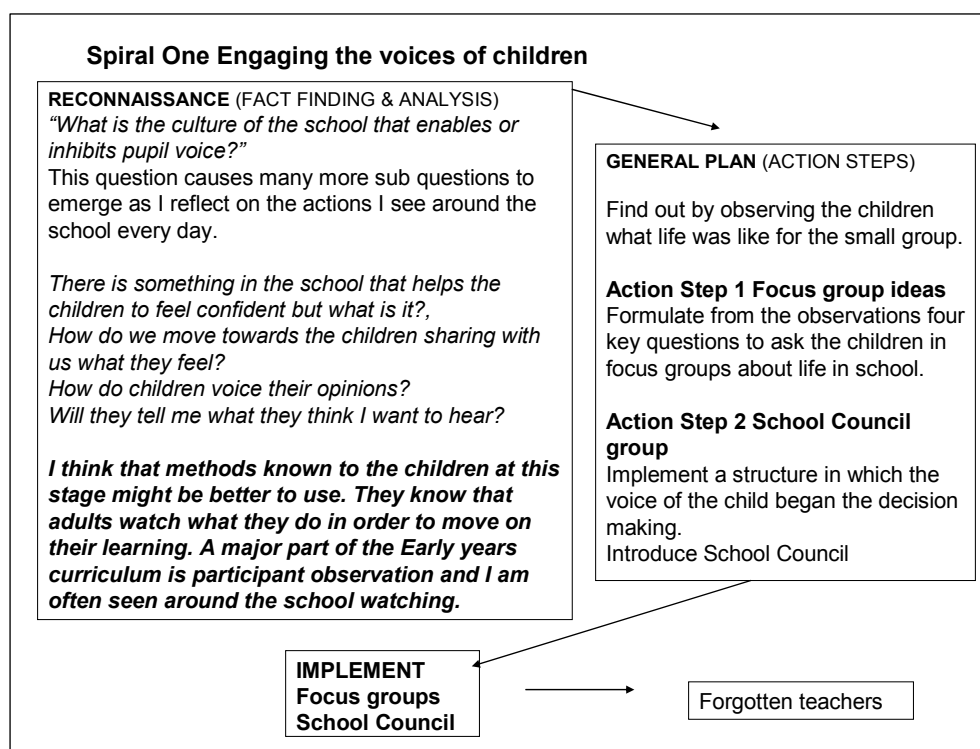 Spiral One Engaging the voices of children
RECONNAISSANCE (FACT FINDING & ANALYSIS)
“What is the culture of the school that enables or
inhibits pupil voice?”
This question causes many more sub questions to
emerge as I reflect on the actions I see around the
school every day.
There is something in the school that helps the
children to feel confident but what is it?,
How do we move towards the children sharing with
us what they feel?
How do children voice their opinions?
Will they tell me what they think I want to hear?
I think that methods known to the children at this
stage might be better to use. They know that
adults watch what they do in order to move on
their learning. A major part of the Early years
curriculum is participant observation and I am
often seen around the school watching.
GENERAL PLAN (ACTION STEPS)
Find out by observing the children
what life was like for the small group.
Action Step 1 Focus group ideas
Formulate from the observations four
key questions to ask the children in
focus groups about life in school.
Action Step 2 School Council
group
Implement a structure in which the
voice of the child began the decision
making.
Introduce School Council
IMPLEMENT
Focus groups
School Council
Forgotten teachers